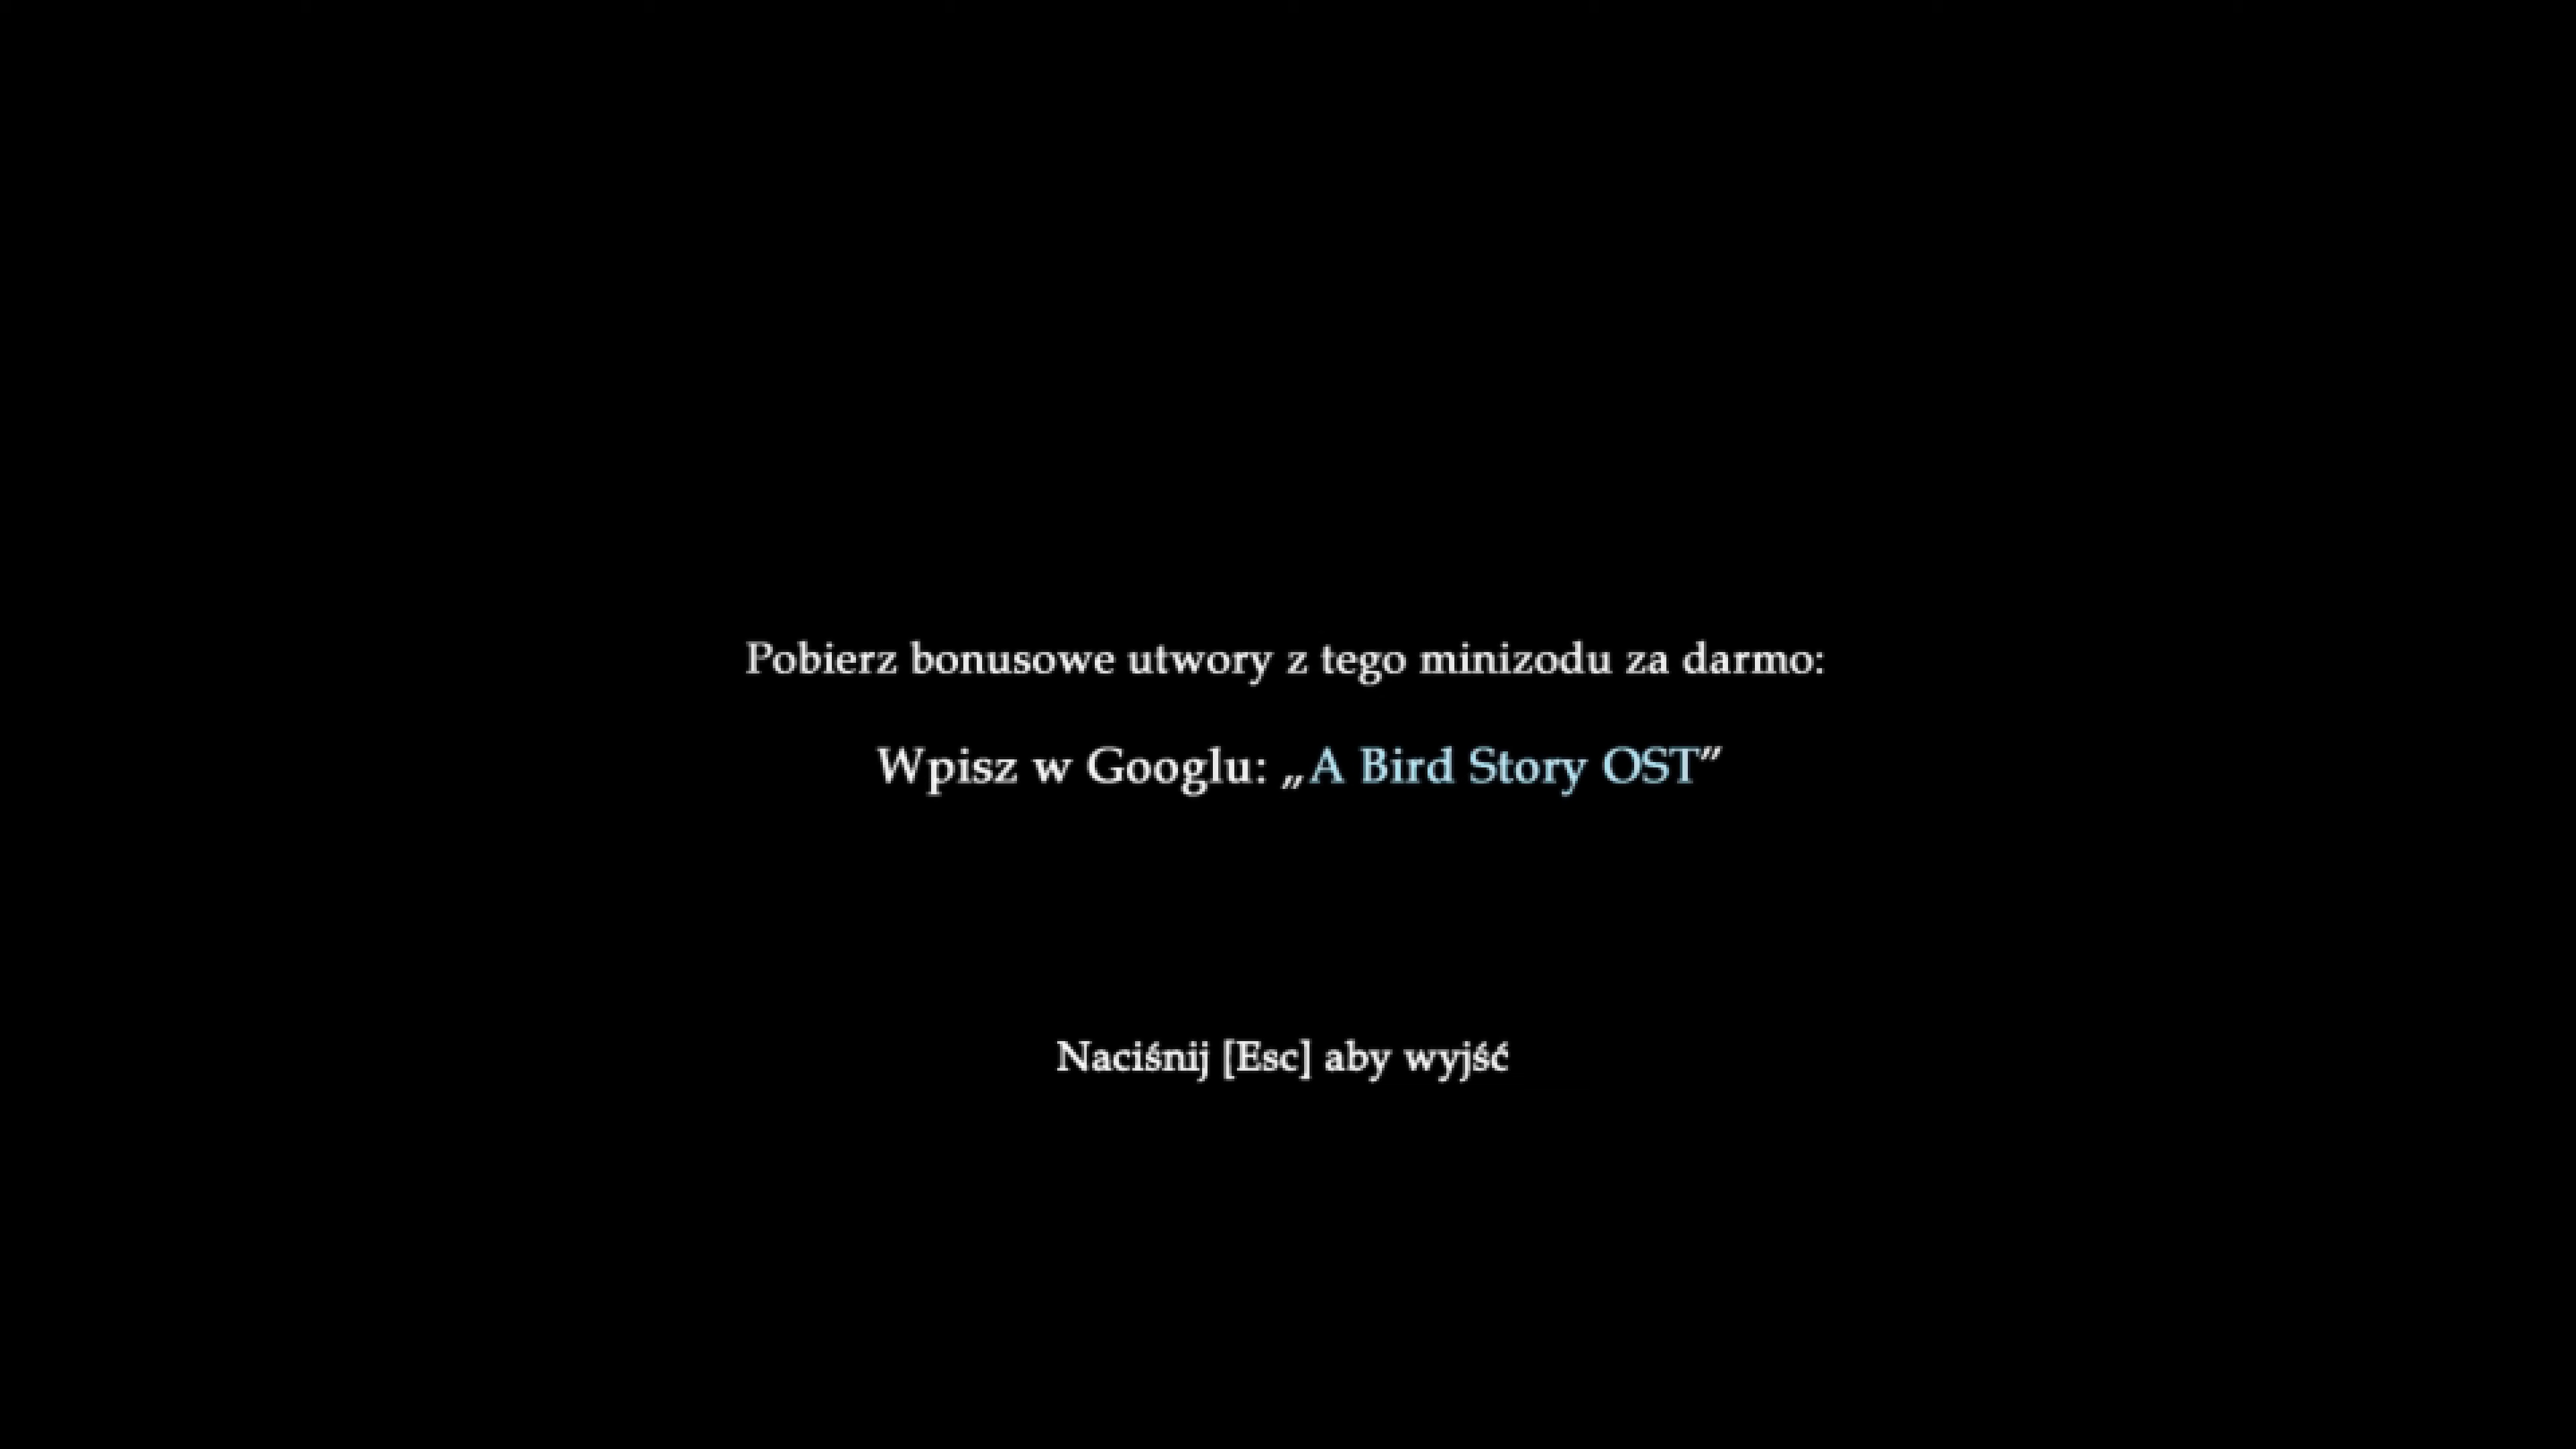 Pobierz bonusowe utwory z tego minizodu za darmo:
Wpisz w Googlu: „A Bird Story OST”
Naciśnij [Esc] aby wyjść